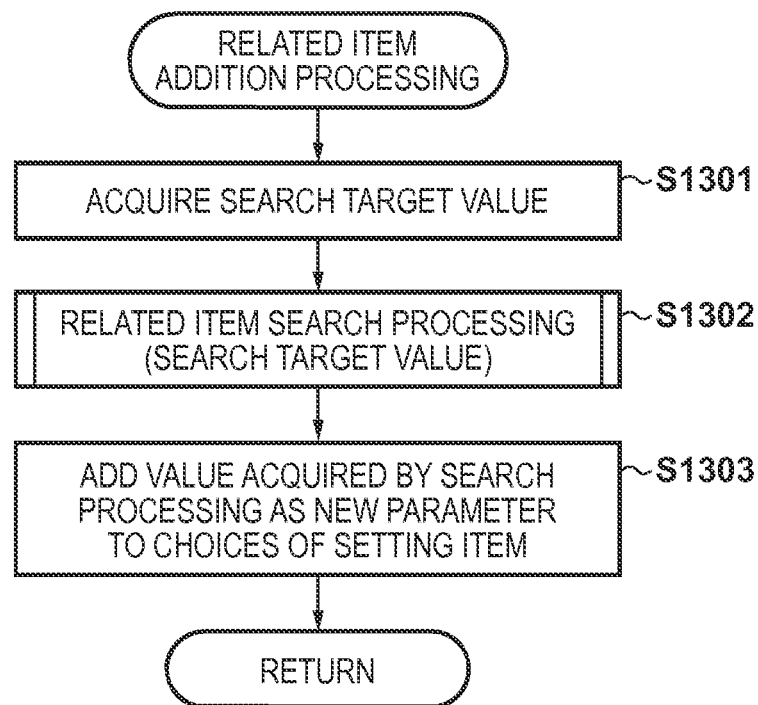 RELATED ITEM
ADDITION PROCESSING
ACQUIRE SEARCH TARGET VALUE
S1301
RELATED ITEM SEARCH PROCESSING
(SEARCH TARGET VALUE)
S1302
ADD VALUE ACQUIRED BY SEARCH
PROCESSING AS NEW PARAMETER
TO CHOICES OF SETTING ITEM
S1303
RETURN